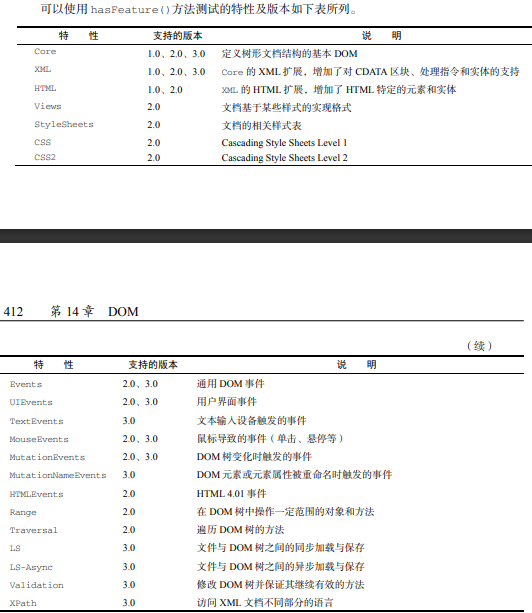 可以使用 hasFeature()方法测试的特性及版本如下表所列。
特　　性 支持的版本 说　　明
Core 1.0、2.0、3.0 定义树形文档结构的基本 DOM
XML 1.0、2.0、3.0 Core 的 XML 扩展，增加了对 CDATA 区块、处理指令和实体的支持
HTML 1.0、2.0 XML 的 HTML 扩展，增加了 HTML 特定的元素和实体
Views 2.0 文档基于某些样式的实现格式
StyleSheets 2.0 文档的相关样式表
CSS 2.0 Cascading Style Sheets Level 1
CSS2 2.0 Cascading Style Sheets Level 2
412 第 14 章 DOM
（续）
特　　性 支持的版本 说　　明
Events 2.0、3.0 通用 DOM 事件
UIEvents 2.0、3.0 用户界面事件
TextEvents 3.0 文本输入设备触发的事件
MouseEvents 2.0、3.0 鼠标导致的事件（单击、悬停等）
MutationEvents 2.0、3.0 DOM 树变化时触发的事件
MutationNameEvents 3.0 DOM 元素或元素属性被重命名时触发的事件
HTMLEvents 2.0 HTML 4.01 事件
Range 2.0 在 DOM 树中操作一定范围的对象和方法
Traversal 2.0 遍历 DOM 树的方法
LS 3.0 文件与 DOM 树之间的同步加载与保存
LS-Async 3.0 文件与 DOM 树之间的异步加载与保存
Validation 3.0 修改 DOM 树并保证其继续有效的方法
XPath 3.0 访问 XML 文档不同部分的语言